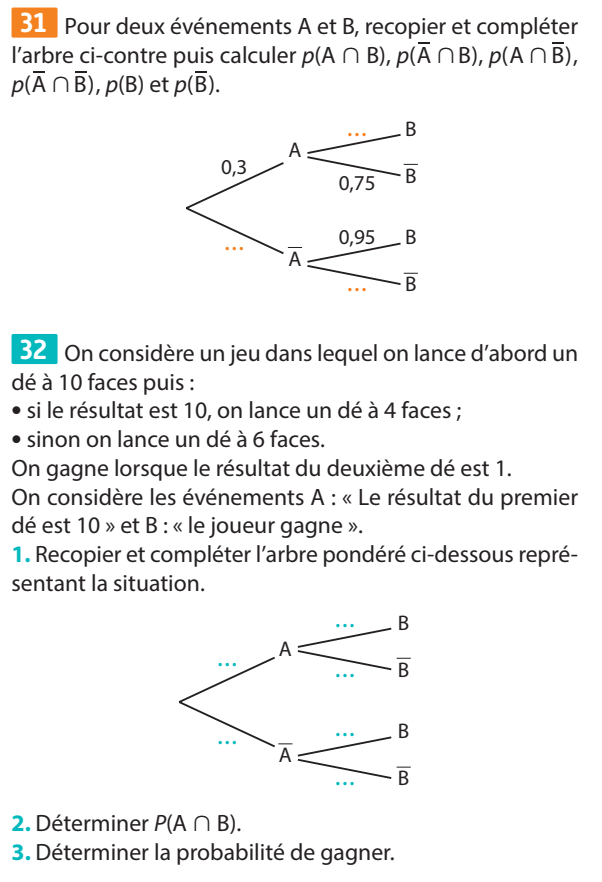 31 Pour deux événements A et B, recopier et compléter
l’arbre ci-contre puis calculer p(A ∩ B), p(A̅ ∩ B), p(A ∩ B̅),
p(A̅ ∩ B̅), p(B) et p(B̅).
... B
A
0,3
0,75 B̅
0,95 B
... A̅
... B̅
32 On considère un jeu dans lequel on lance d’abord un
dé à 10 faces puis :
• si le résultat est 10, on lance un dé à 4 faces ;
• sinon on lance un dé à 6 faces.
On gagne lorsque le résultat du deuxième dé est 1.
On considère les événements A : « Le résultat du premier
dé est 10 » et B : « le joueur gagne ».
1. Recopier et compléter l’arbre pondéré ci-dessous repré-
sentant la situation.
... B
... A
... B̅
... B
... A̅
... B̅
2. Déterminer P(A ∩ B).
3. Déterminer la probabilité de gagner.